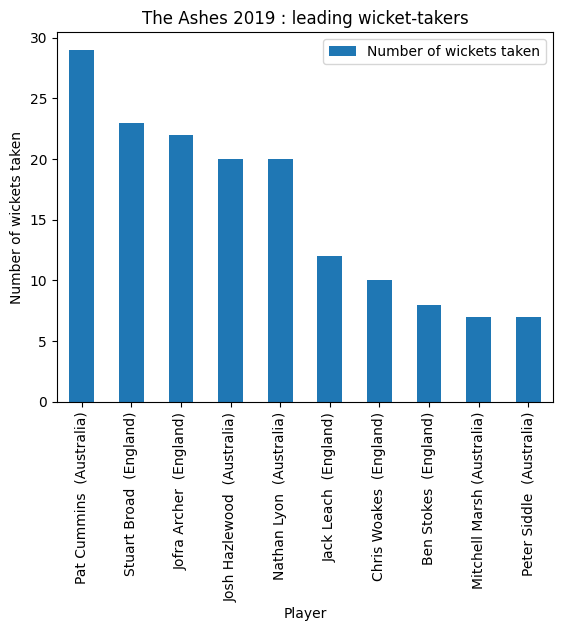 The Ashes 2019 : leading wicket-takers
Number of wickets taken
Number of wickets taken
30
25
20
15
10
5
0
Pat Cummins  (Australia)
Stuart Broad  (England)
Jofra Archer  (England)
Josh Hazlewood  (Australia)
Nathan Lyon  (Australia)
Jack Leach  (England)
Chris Woakes  (England)
Ben Stokes  (England)
Mitchell Marsh (Australia)
Peter Siddle  (Australia)
Player